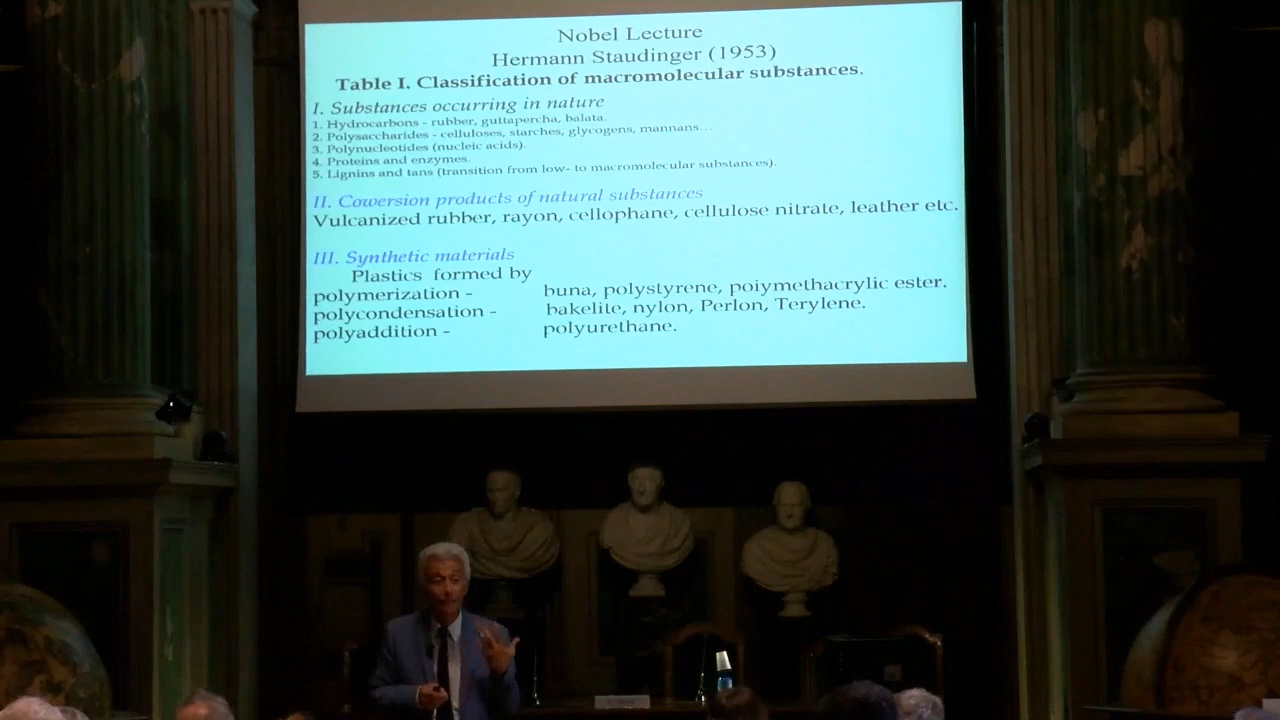 Nobel Lecture
Hermann Staudinger (1953)
Table I. Classification of macromolecular substances.
I. Substances occurring in nature
1. Hydrocarbons - rubber, guttapercha, balata.
2. Polysaccharides - celluloses, starches, glycogens, mannans...
3. Polynucleotides (nucleic acids).
4. Proteins and enzymes.
5. Lignins and tans (transition from low- to macromolecular substances).
II. Cowersion products of natural substances
Vulcanized rubber, rayon, cellophane, cellulose nitrate, leather etc.
III. Synthetic materials
Plastics formed by
polymerization - buna, polystyrene, poiymethacrylic ester.
polycondensation - bakelite, nylon, Perlon, Terylene.
polyaddition - polyurethane.